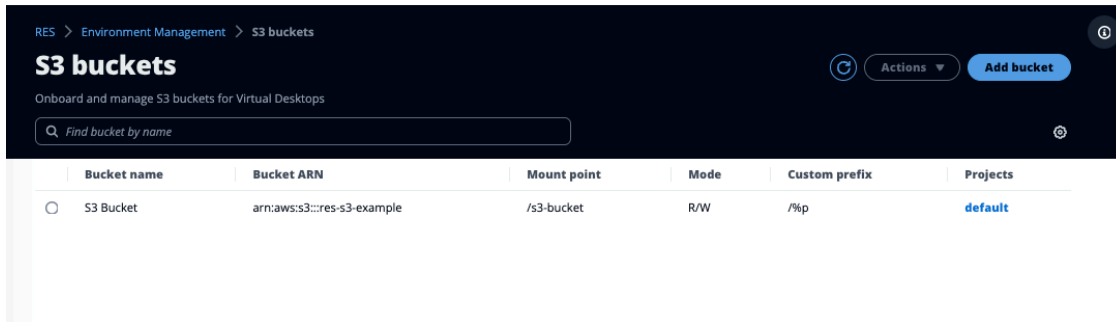 RES > Environment Management > S3 buckets
S3 buckets
Actions ▼ Add bucket
Onboard and manage S3 buckets for Virtual Desktops
Find bucket by name
Bucket name Bucket ARN Mount point Mode Custom prefix Projects
S3 Bucket arn:aws:s3:::res-s3-example /s3-bucket R/W /%p default